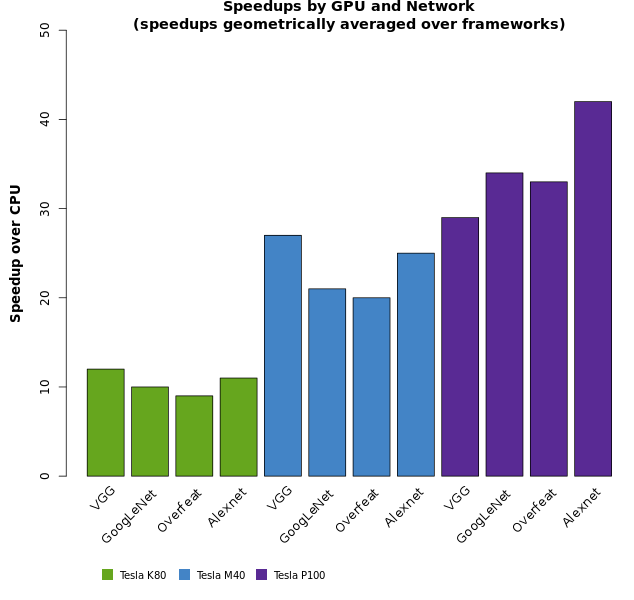 Speedups by GPU and Network
(speedups geometrically averaged over frameworks)
Speedup over CPU
50
40
30
20
10
0
VGG
GoogLeNet
Overfeat
Alexnet
VGG
GoogLeNet
Overfeat
Alexnet
VGG
GoogLeNet
Overfeat
Alexnet
Tesla K80 Tesla M40 Tesla P100